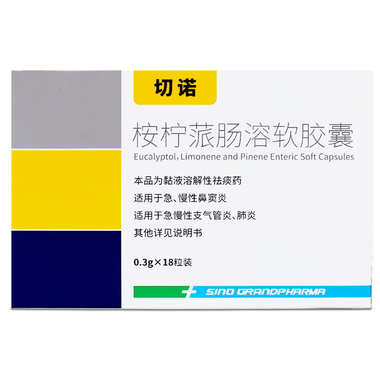 切诺
桉柠蒎肠溶软胶囊
Eucalyptol, Limonene and Pinene Enteric Soft Capsules
本品为黏液溶解性祛痰药
适用于急、慢性鼻窦炎
适用于急慢性支气管炎、肺炎
其他详见说明书
0.3g×18粒装
SINO GRANDPHARMA